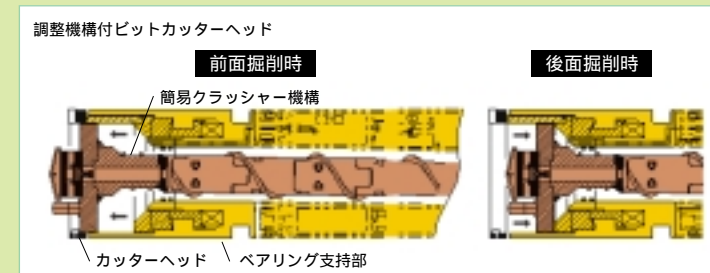 調整機構付ビットカッターヘッド
前面掘削時
後面掘削時
簡易クラッシャー機構
カッターヘッド
ベアリング支持部